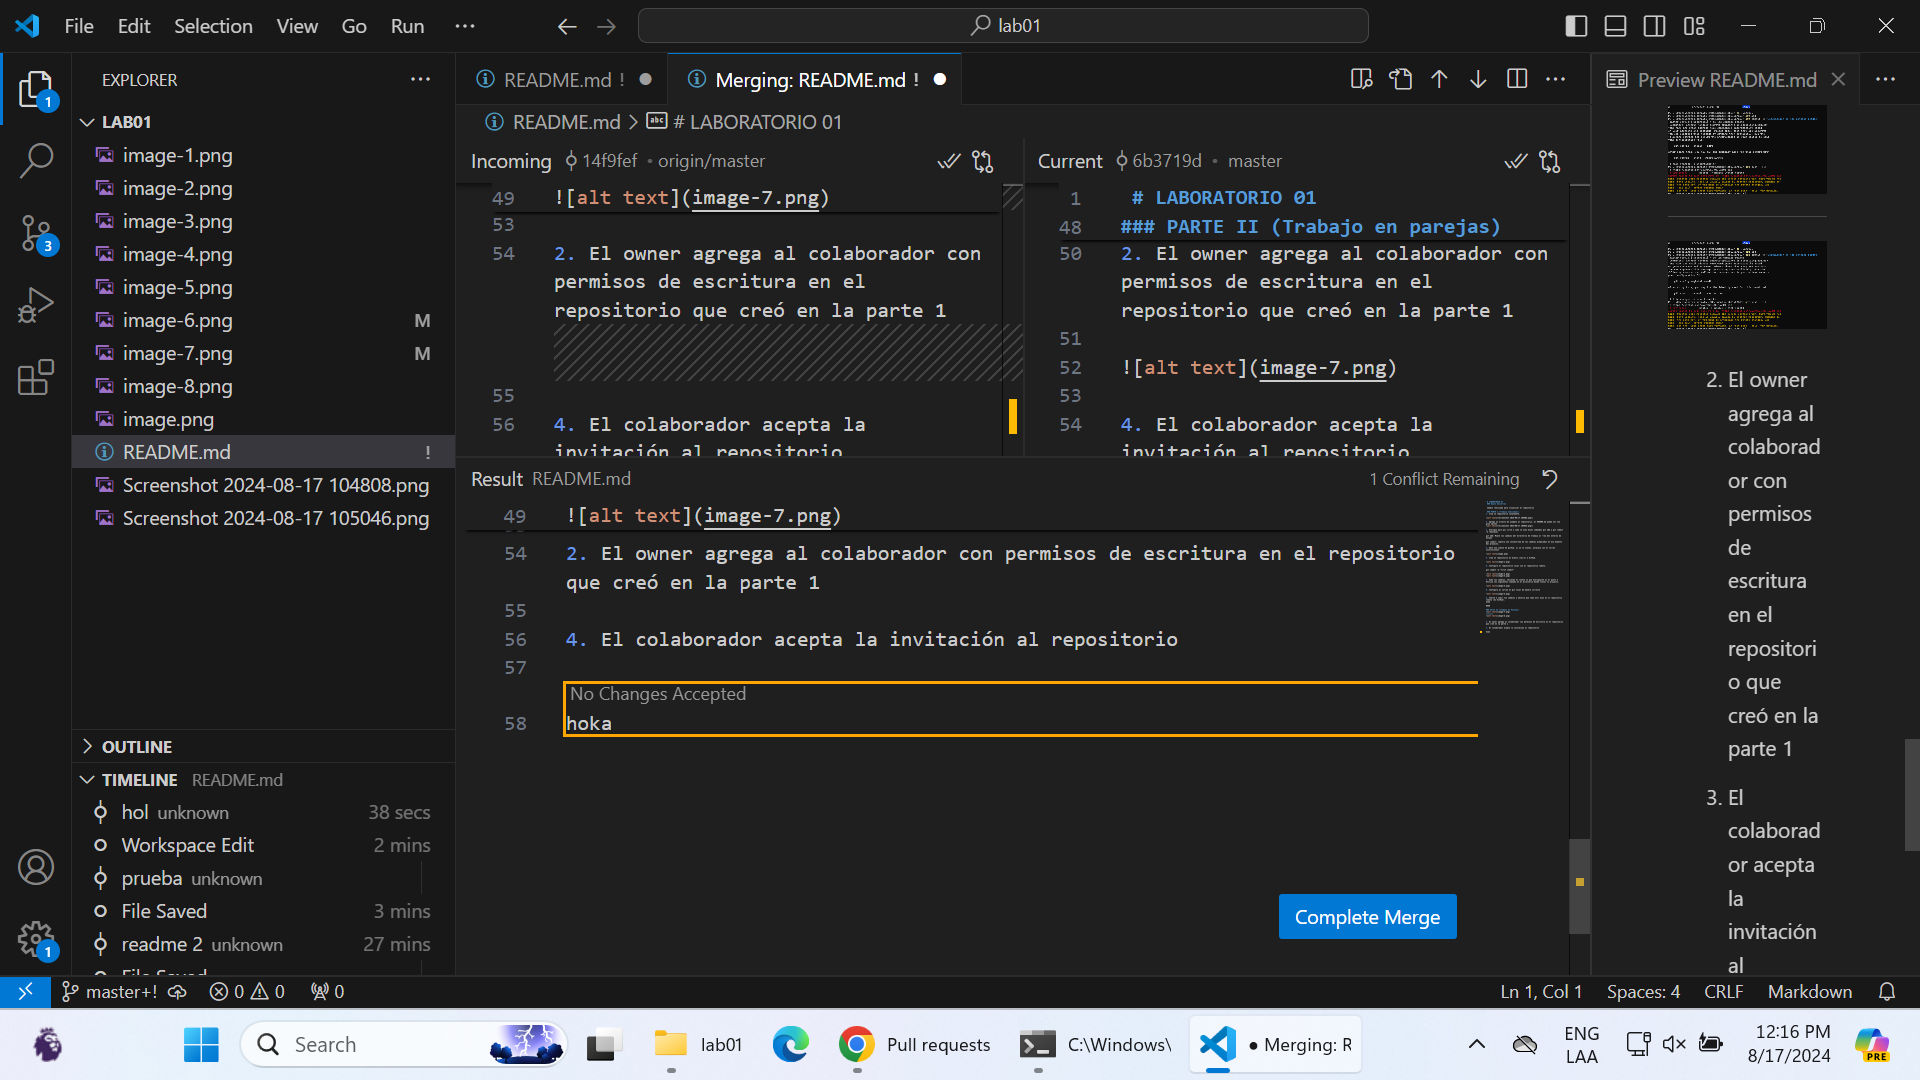 File Edit Selection View Go Run ··· lab01
EXPLORER ···
LAB01
image-1.png
image-2.png
image-3.png
image-4.png
image-5.png
image-6.png M
image-7.png M
image-8.png
image.png
README.md !
Screenshot 2024-08-17 104808.png
Screenshot 2024-08-17 105046.png
OUTLINE
TIMELINE README.md
hol unknown 38 secs
Workspace Edit 2 mins
prueba unknown
File Saved 3 mins
readme 2 unknown 27 mins
File Saved
1
3
1
README.md ! ● Merging: README.md ! ●
README.md > # LABORATORIO 01
Incoming 14f9fef • origin/master
49 ![alt text](image-7.png)
53
54 2. El owner agrega al colaborador con
permisos de escritura en el
repositorio que creó en la parte 1
55
56 4. El colaborador acepta la
invitación al repositorio
Current 6b3719d • master
1 # LABORATORIO 01
48 ### PARTE II (Trabajo en parejas)
50 2. El owner agrega al colaborador con
permisos de escritura en el
repositorio que creó en la parte 1
51
52 ![alt text](image-7.png)
53
54 4. El colaborador acepta la
invitación al repositorio
Result README.md 1 Conflict Remaining
49 ![alt text](image-7.png)
54 2. El owner agrega al colaborador con permisos de escritura en el repositorio
que creó en la parte 1
55
56 4. El colaborador acepta la invitación al repositorio
57
No Changes Accepted
58 hoka
Complete Merge
Preview README.md ···
2. El owner
agrega al
colaborad
or con
permisos
de
escritura
en el
repositori
o que
creó en la
parte 1
3. El
colaborad
or acepta
la
invitación
al
master+! 0 0 0 Ln 1, Col 1 Spaces: 4 CRLF Markdown
Search lab01 Pull requests C:\Windows\ ● Merging: R ENG
LAA 12:16 PM
8/17/2024 PRE